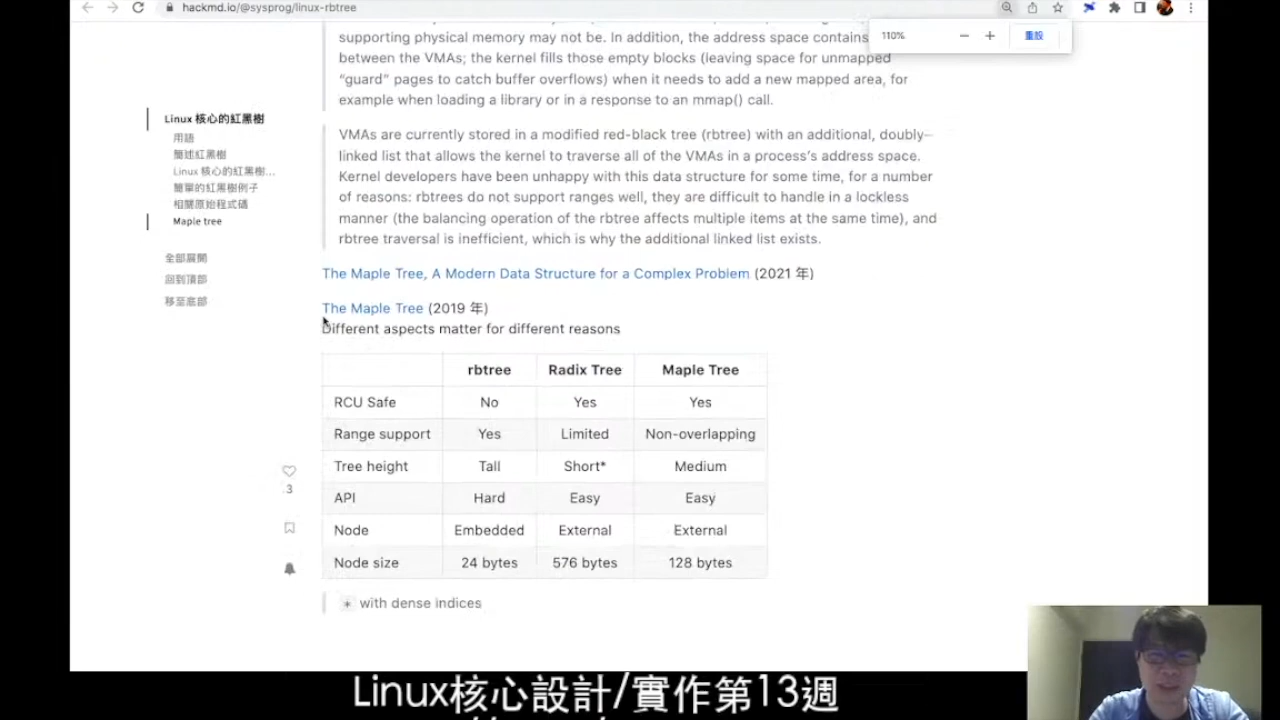 hackmd.io/@sysprog/linux-rbtree
110%
重設
supporting physical memory may not be. In addition, the address space contains
between the VMAs; the kernel fills those empty blocks (leaving space for unmapped
“guard” pages to catch buffer overflows) when it needs to add a new mapped area, for
example when loading a library or in a response to an mmap() call.
Linux 核心的紅黑樹
用語
簡述紅黑樹
Linux 核心的紅黑樹...
簡單的紅黑樹例子
相關原始程式碼
Maple tree
全部展開
回到頂部
移至底部
VMAs are currently stored in a modified red-black tree (rbtree) with an additional, doubly-
linked list that allows the kernel to traverse all of the VMAs in a process’s address space.
Kernel developers have been unhappy with this data structure for some time, for a number
of reasons: rbtrees do not support ranges well, they are difficult to handle in a lockless
manner (the balancing operation of the rbtree affects multiple items at the same time), and
rbtree traversal is inefficient, which is why the additional linked list exists.
The Maple Tree, A Modern Data Structure for a Complex Problem (2021 年)
The Maple Tree (2019 年)
Different aspects matter for different reasons
rbtree Radix Tree Maple Tree
RCU Safe No Yes Yes
Range support Yes Limited Non-overlapping
Tree height Tall Short* Medium
API Hard Easy Easy
Node Embedded External External
Node size 24 bytes 576 bytes 128 bytes
* with dense indices
3
Linux核心設計/實作第13週